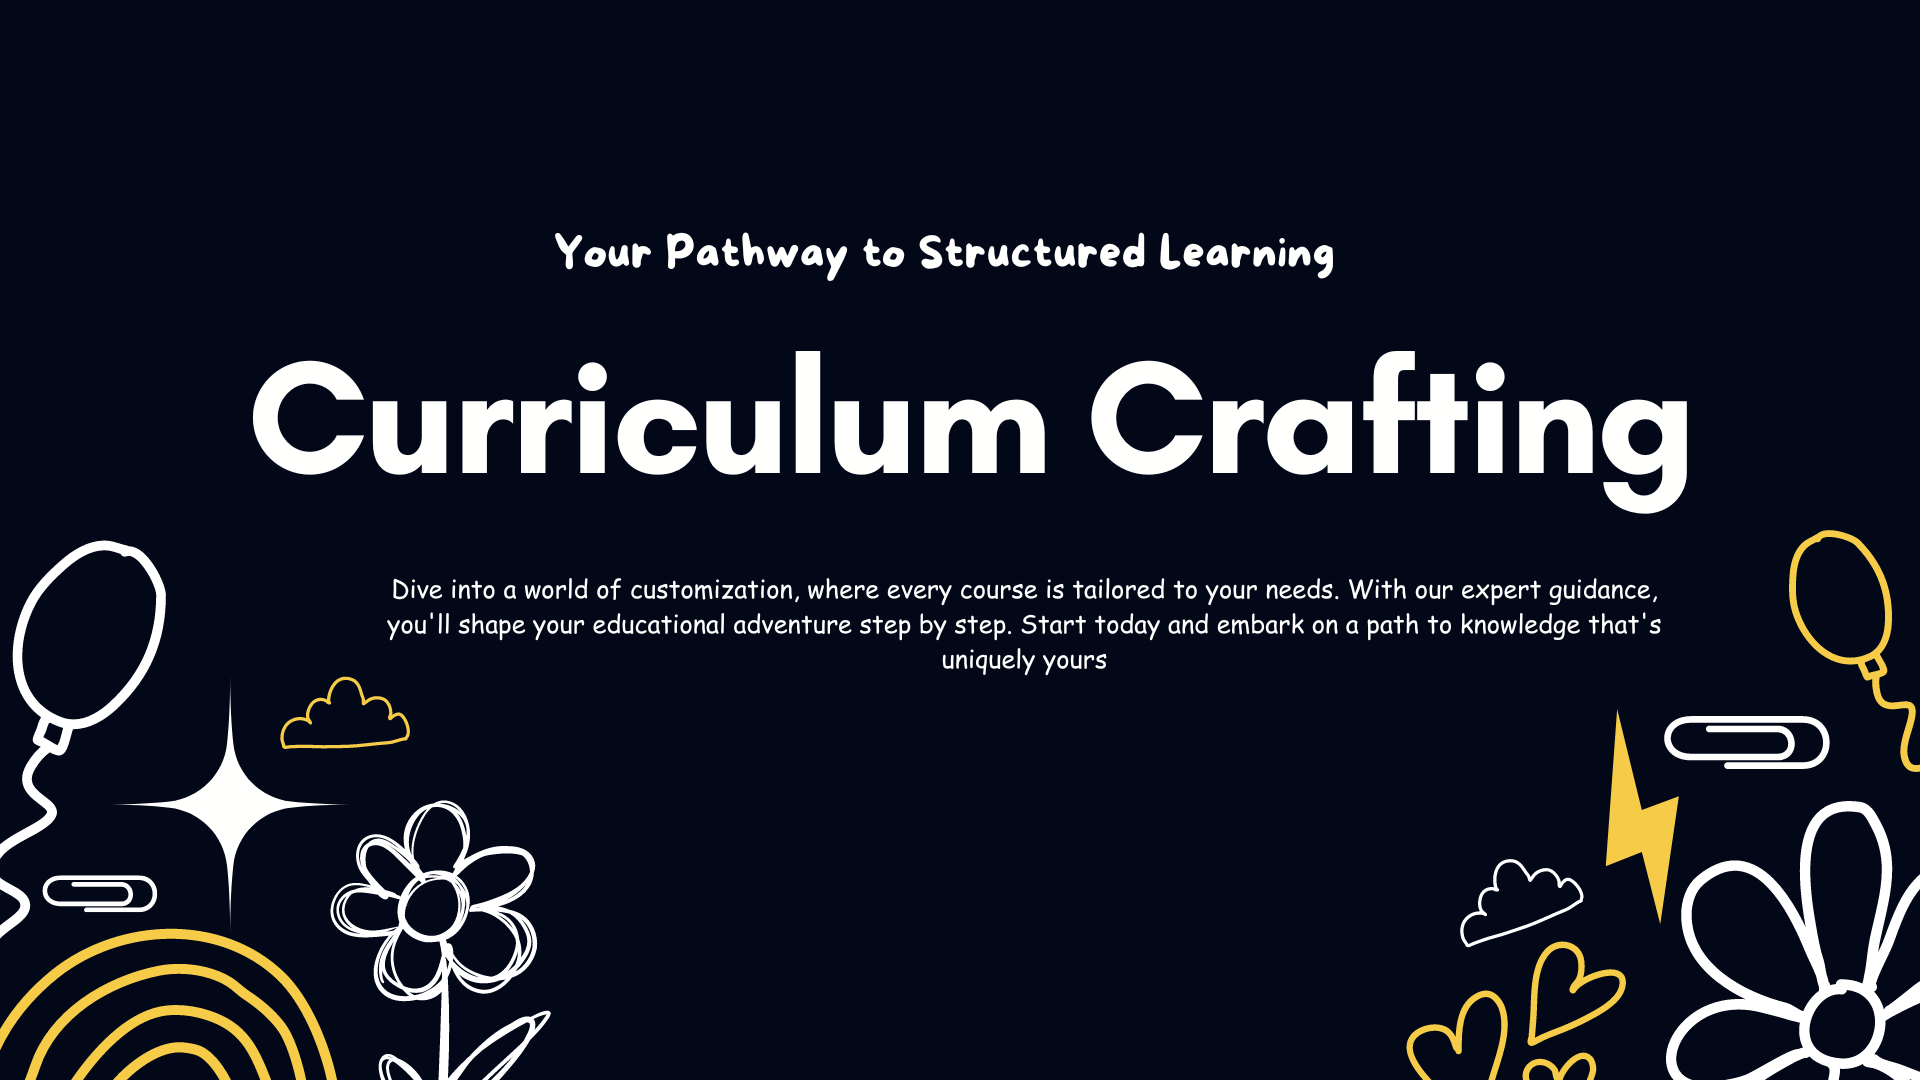 Your Pathway to Structured Learning
Curriculum Crafting
Dive into a world of customization, where every course is tailored to your needs. With our expert guidance,
you'll shape your educational adventure step by step. Start today and embark on a path to knowledge that's
uniquely yours